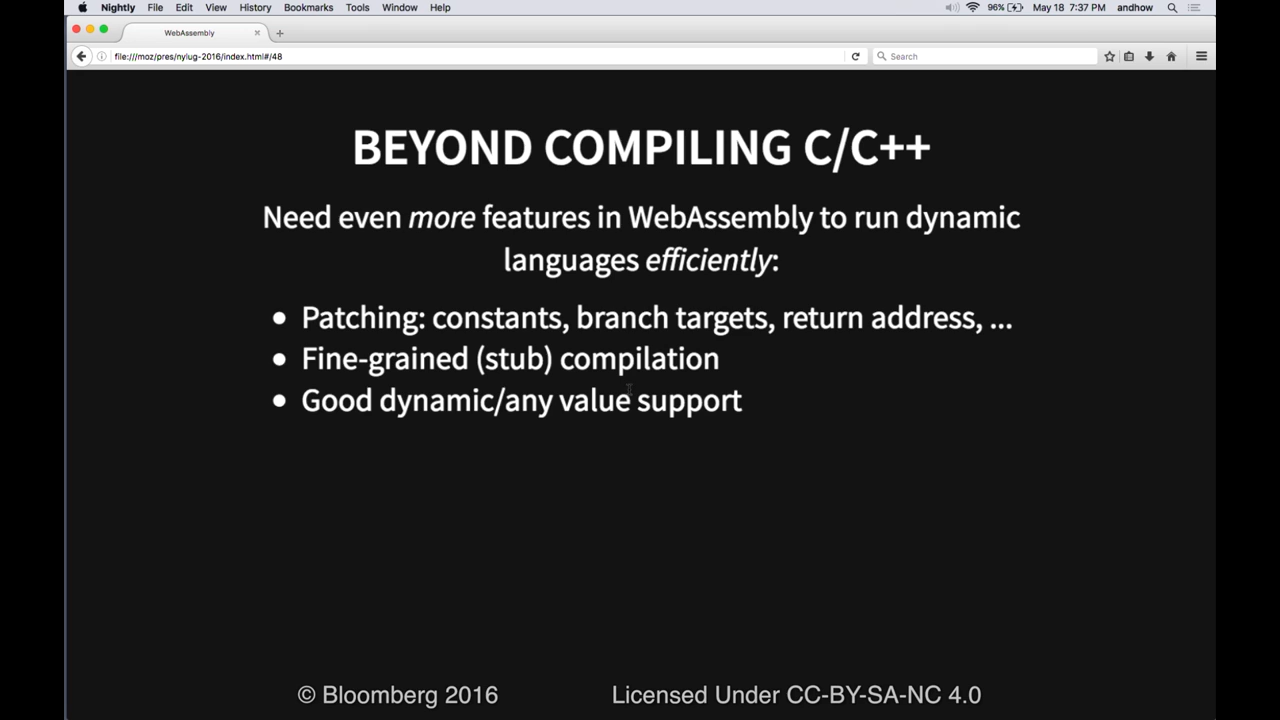 Nightly File Edit View History Bookmarks Tools Window Help 96% May 18 7:37 PM andhow
WebAssembly
file:///moz/pres/nylug-2016/index.html#/48 Search
BEYOND COMPILING C/C++
Need even more features in WebAssembly to run dynamic
languages efficiently:
• Patching: constants, branch targets, return address, ...
• Fine-grained (stub) compilation
• Good dynamic/any value support
© Bloomberg 2016 Licensed Under CC-BY-SA-NC 4.0